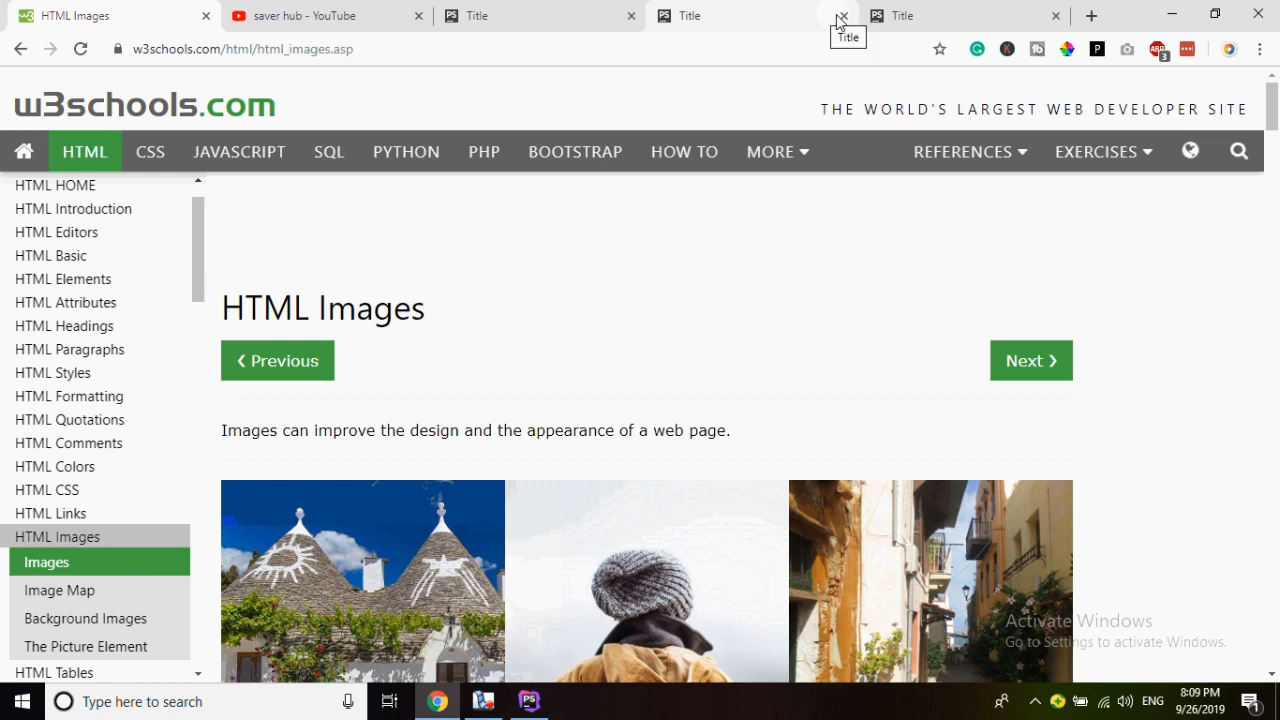 HTML Images
saver hub - YouTube
Title
Title
Title
Title
w3schools.com/html/html_images.asp
3
w3schools.com
THE WORLD'S LARGEST WEB DEVELOPER SITE
HTML CSS JAVASCRIPT SQL PYTHON PHP BOOTSTRAP HOW TO MORE REFERENCES EXERCISES
HTML HOME
HTML Introduction
HTML Editors
HTML Basic
HTML Elements
HTML Attributes
HTML Headings
HTML Paragraphs
HTML Styles
HTML Formatting
HTML Quotations
HTML Comments
HTML Colors
HTML CSS
HTML Links
HTML Images
Images
Image Map
Background Images
The Picture Element
HTML Tables
HTML Images
❮ Previous
Next ❯
Images can improve the design and the appearance of a web page.
Activate Windows
Go to Settings to activate Windows.
Type here to search
PS
ENG
8:09 PM
9/26/2019
1